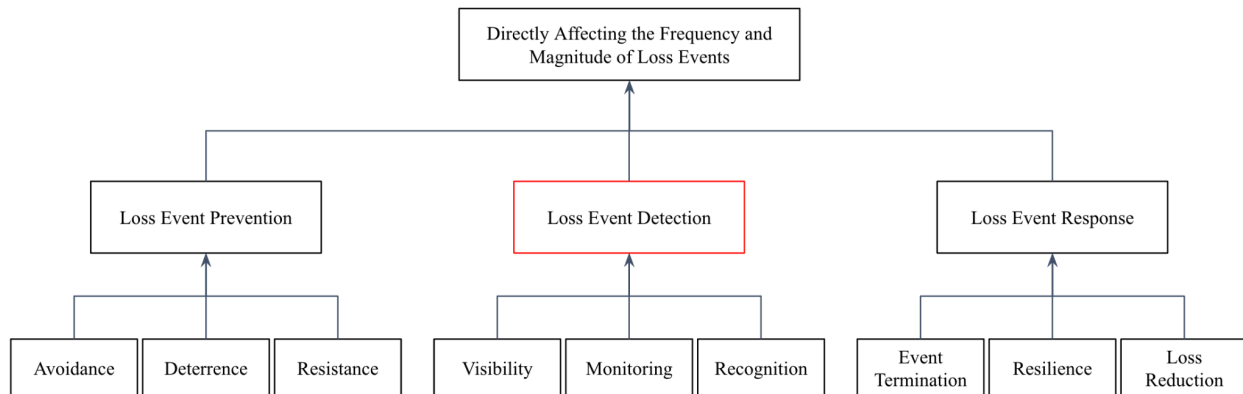 Directly Affecting the Frequency and
Magnitude of Loss Events
Loss Event Prevention
Loss Event Detection
Loss Event Response
Avoidance
Deterrence
Resistance
Visibility
Monitoring
Recognition
Event
Termination
Resilience
Loss
Reduction